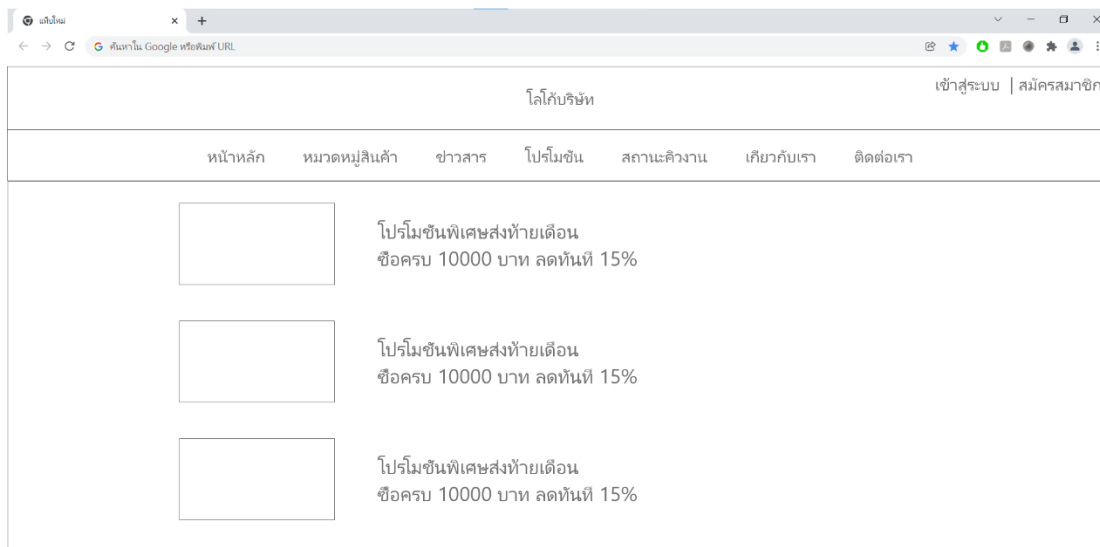 แท็บใหม่
ค้นหาใน Google หรือพิมพ์ URL
เข้าสู่ระบบ | สมัครสมาชิก
โลโก้บริษัท
หน้าหลัก หมวดหมู่สินค้า ข่าวสาร โปรโมชัน สถานะคิวงาน เกี่ยวกับเรา ติดต่อเรา
โปรโมชันพิเศษส่งท้ายเดือน
ซื้อครบ 10000 บาท ลดทันที 15%
โปรโมชันพิเศษส่งท้ายเดือน
ซื้อครบ 10000 บาท ลดทันที 15%
โปรโมชันพิเศษส่งท้ายเดือน
ซื้อครบ 10000 บาท ลดทันที 15%